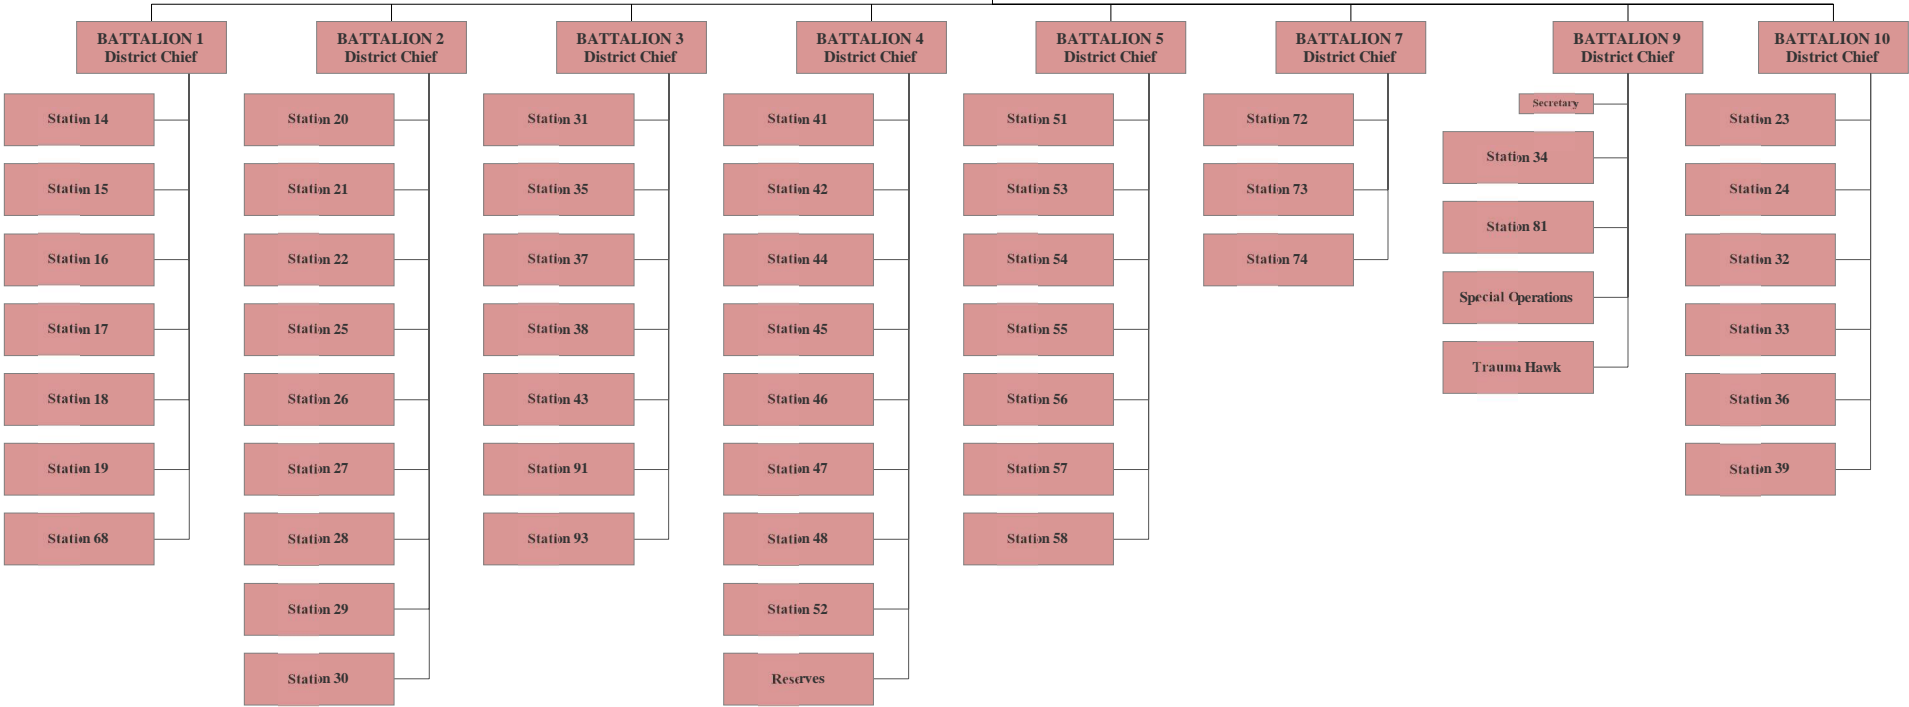 BATTALION 1
District Chief
Station 14
Station 15
Station 16
Station 17
Station 18
Station 19
Station 68
BATTALION 2
District Chief
Station 20
Station 21
Station 22
Station 25
Station 26
Station 27
Station 28
Station 29
Station 30
BATTALION 3
District Chief
Station 31
Station 35
Station 37
Station 38
Station 43
Station 91
Station 93
BATTALION 4
District Chief
Station 41
Station 42
Station 44
Station 45
Station 46
Station 47
Station 48
Station 52
Reserves
BATTALION 5
District Chief
Station 51
Station 53
Station 54
Station 55
Station 56
Station 57
Station 58
BATTALION 7
District Chief
Station 72
Station 73
Station 74
BATTALION 9
District Chief
Secretary
Station 34
Station 81
Special Operations
Trauma Hawk
BATTALION 10
District Chief
Station 23
Station 24
Station 32
Station 33
Station 36
Station 39